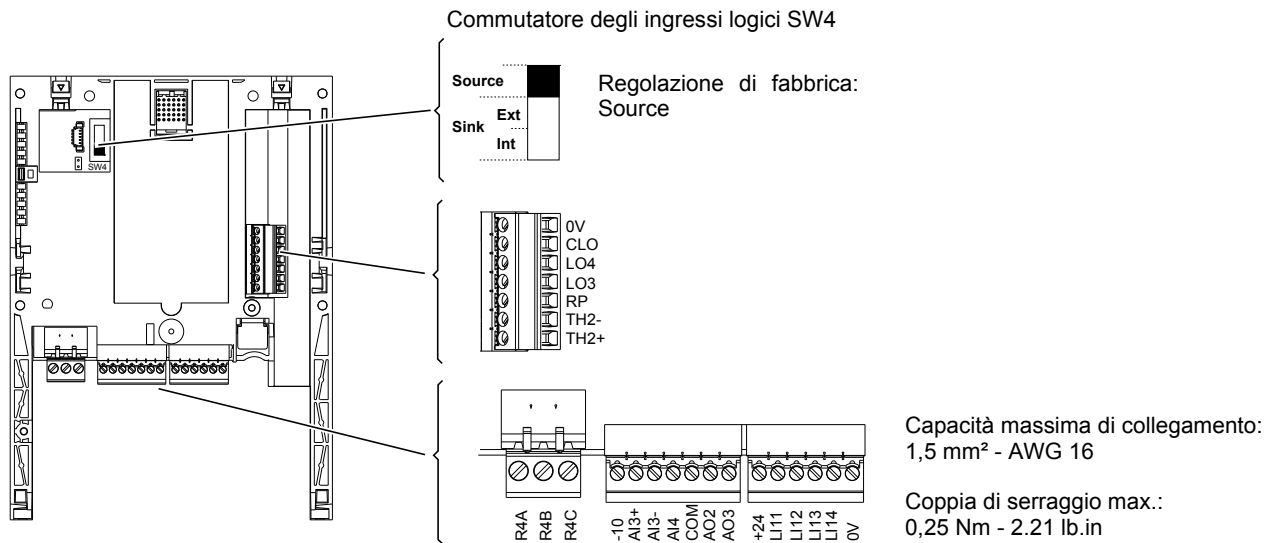 Commutatore degli ingressi logici SW4
Source
Sink
Ext
Int
Regolazione di fabbrica:
Source
SW4
0V
CLO
LO4
LO3
RP
TH2-
TH2+
R4A
R4B
R4C
-10
AI3+
AI3-
AI4
COM
AO2
AO3
+24
LI11
LI12
LI13
LI14
0V
Capacità massima di collegamento:
1,5 mm² - AWG 16
Coppia di serraggio max.:
0,25 Nm - 2.21 lb.in